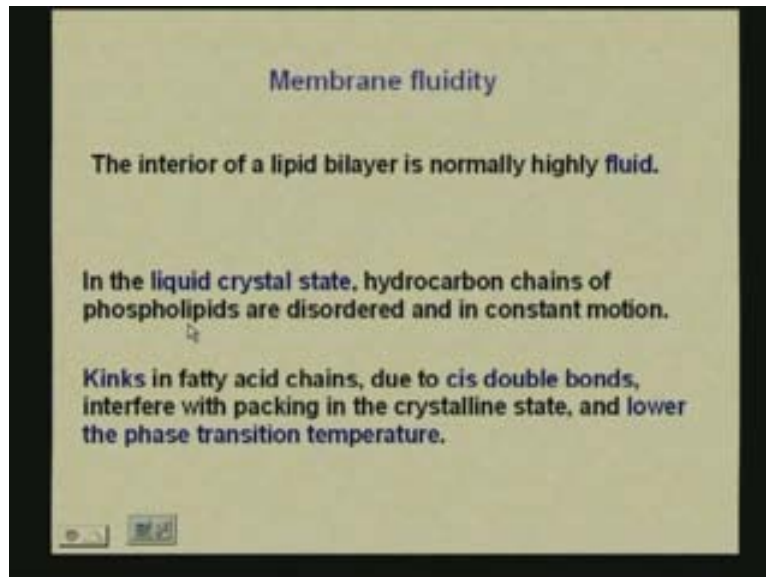 Membrane fluidity
The interior of a lipid bilayer is normally highly fluid.
In the liquid crystal state, hydrocarbon chains of
phospholipids are disordered and in constant motion.
Kinks in fatty acid chains, due to cis double bonds,
interfere with packing in the crystalline state, and lower
the phase transition temperature.